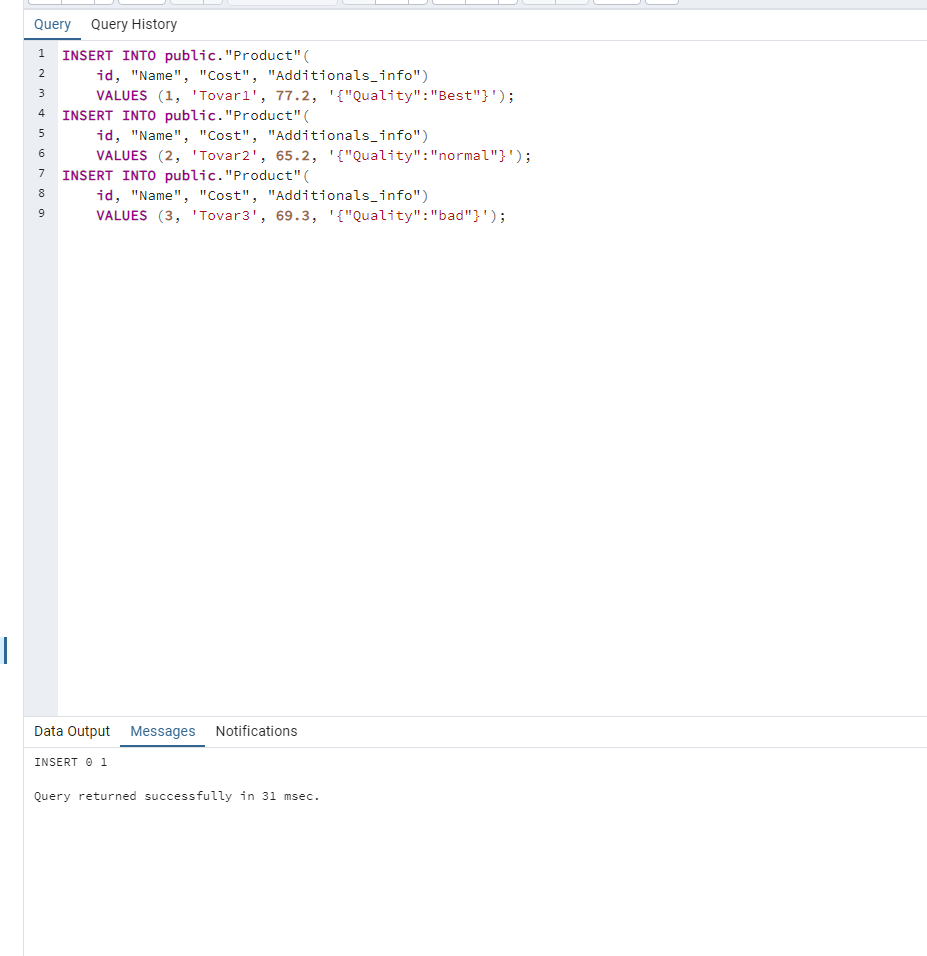 Query Query History
1 INSERT INTO public."Product"(
2 id, "Name", "Cost", "Additionals_info")
3 VALUES (1, 'Tovar1', 77.2, '{"Quality":"Best"}');
4 INSERT INTO public."Product"(
5 id, "Name", "Cost", "Additionals_info")
6 VALUES (2, 'Tovar2', 65.2, '{"Quality":"normal"}');
7 INSERT INTO public."Product"(
8 id, "Name", "Cost", "Additionals_info")
9 VALUES (3, 'Tovar3', 69.3, '{"Quality":"bad"}');
Data Output Messages Notifications
INSERT 0 1
Query returned successfully in 31 msec.